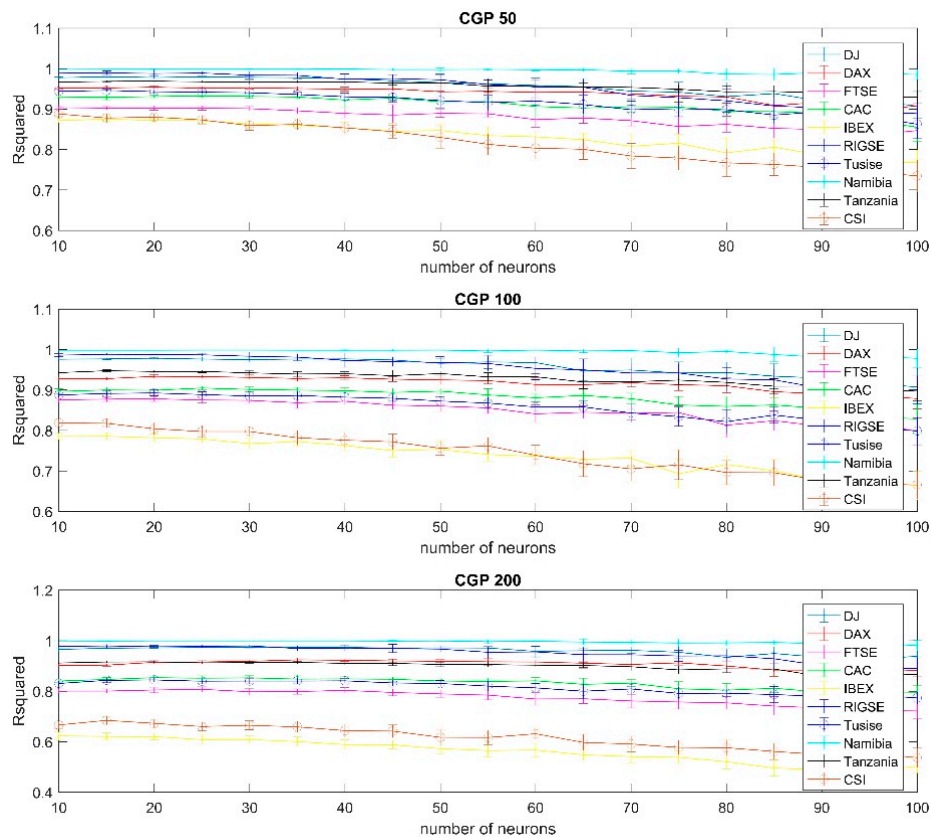 CGP 50
1.1
1
0.9
0.8
0.7
0.6
Rsquared
10 20 30 40 50 60 70 80 90 100
number of neurons
DJ
DAX
FTSE
CAC
IBEX
RIGSE
Tusise
Namibia
Tanzania
CSI
CGP 100
1.1
1
0.9
0.8
0.7
0.6
Rsquared
10 20 30 40 50 60 70 80 90 100
number of neurons
DJ
DAX
FTSE
CAC
IBEX
RIGSE
Tusise
Namibia
Tanzania
CSI
CGP 200
1.2
1
0.8
0.6
0.4
Rsquared
10 20 30 40 50 60 70 80 90 100
number of neurons
DJ
DAX
FTSE
CAC
IBEX
RIGSE
Tusise
Namibia
Tanzania
CSI